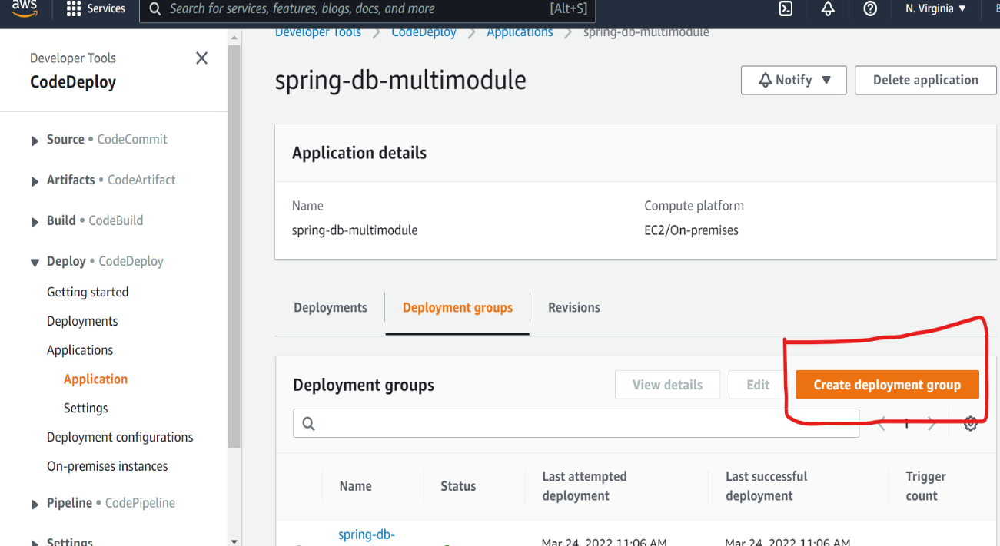 aws
Services
Search for services, features, blogs, docs, and more
[Alt+S]
N. Virginia ▼
Developer Tools
CodeDeploy
Source • CodeCommit
Artifacts • CodeArtifact
Build • CodeBuild
Deploy • CodeDeploy
Getting started
Deployments
Applications
Application
Settings
Deployment configurations
On-premises instances
Pipeline • CodePipeline
Settings
Developer Tools > CodeDeploy > Applications > spring-db-multimodule
spring-db-multimodule
Notify ▼
Delete application
Application details
Name
spring-db-multimodule
Compute platform
EC2/On-premises
Deployments
Deployment groups
Revisions
Deployment groups
View details
Edit
Create deployment group
1
Name
Status
Last attempted
deployment
Last successful
deployment
Trigger
count
spring-db-
Mar 24, 2022 11:06 AM
Mar 24, 2022 11:06 AM